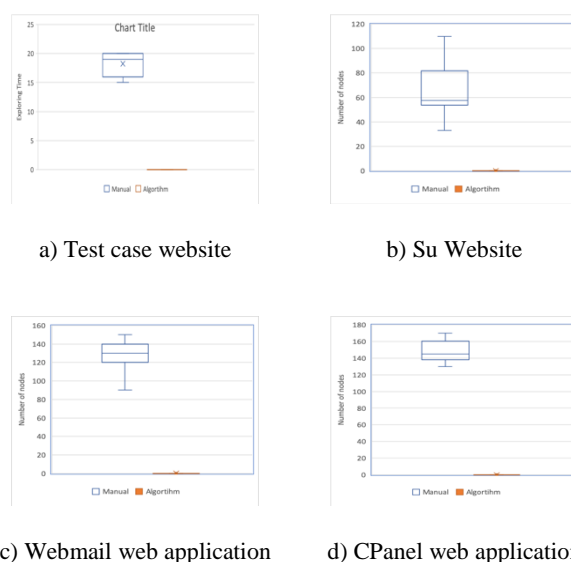 Chart Title
25
20
15
10
5
0
Exploring Time
Manual Algortihm
120
100
80
60
40
20
0
Number of nodes
Manual Algortihm
a) Test case website
b) Su Website
160
140
120
100
80
60
40
20
0
Number of nodes
Manual Algortihm
180
160
140
120
100
80
60
40
20
0
Number of nodes
Manual Algortihm
c) Webmail web application
d) CPanel web application